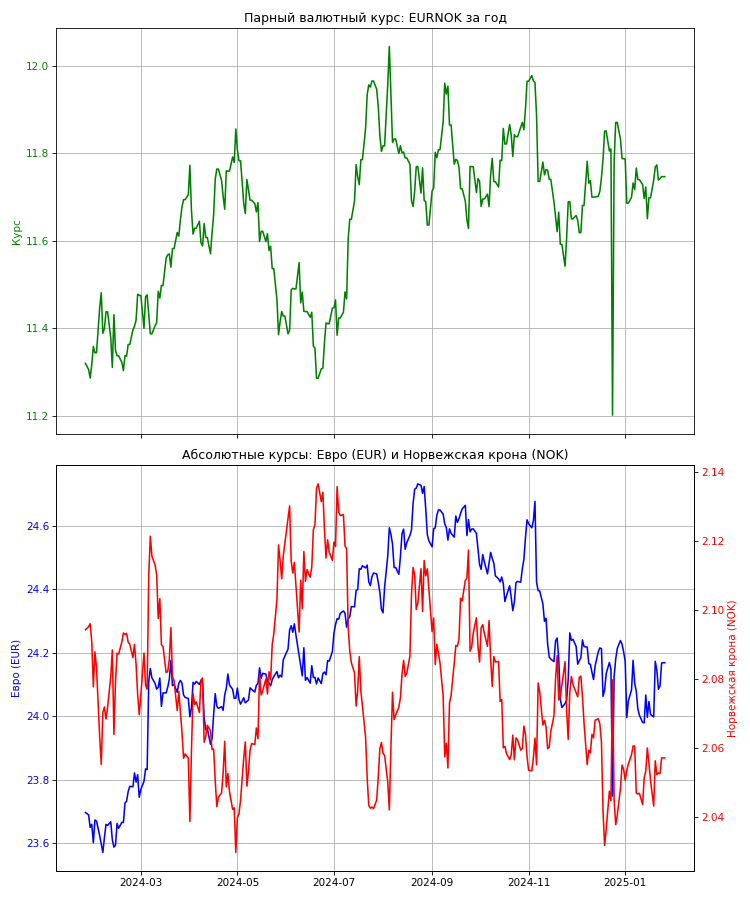 Парный валютный курс: EURNOK за год
12.0
11.8
11.6
11.4
11.2
Курс
Абсолютные курсы: Евро (EUR) и Норвежская крона (NOK)
24.6
24.4
24.2
24.0
23.8
23.6
Евро (EUR)
2.14
2.12
2.10
2.08
2.06
2.04
Норвежская крона (NOK)
2024-03 2024-05 2024-07 2024-09 2024-11 2025-01